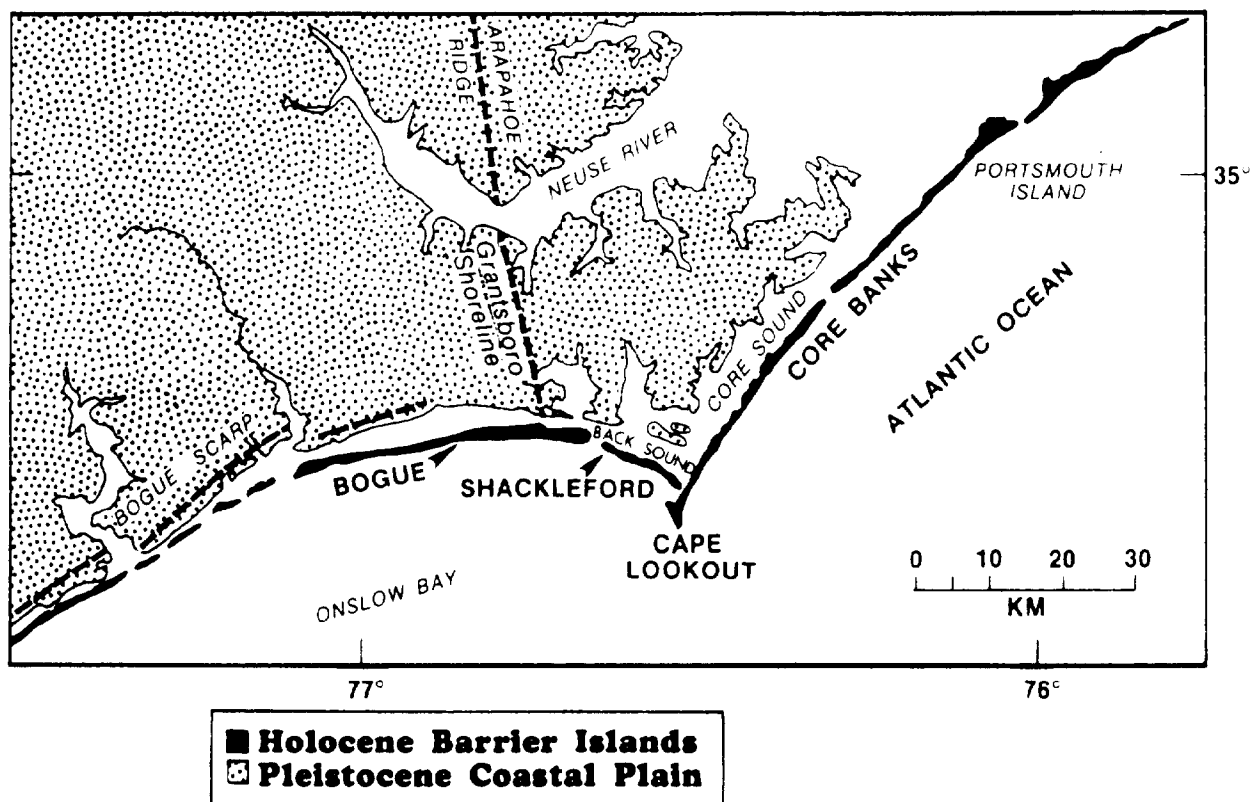 ARAPAHOE
RIDGE
NEUSE RIVER
PORTSMOUTH
ISLAND
35°
Grantsboro
Shoreline
CORE SOUND
CORE BANKS
ATLANTIC OCEAN
BOGUE SCARP
BACK
SOUND
BOGUE
SHACKLEFORD
CAPE
LOOKOUT
ONSLOW BAY
0 10 20 30
KM
77°
76°
Holocene Barrier Islands
Pleistocene Coastal Plain